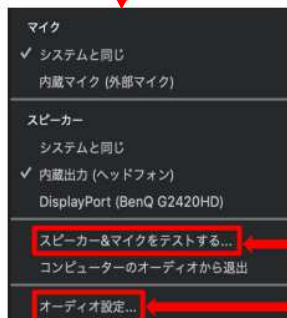 マイク
✓ システムと同じ
内蔵マイク (外部マイク)
スピーカー
システムと同じ
✓ 内蔵出力 (ヘッドフォン)
DisplayPort (BenQ G2420HD)
スピーカー&マイクをテストする...
コンピューターのオーディオから退出
オーディオ設定...